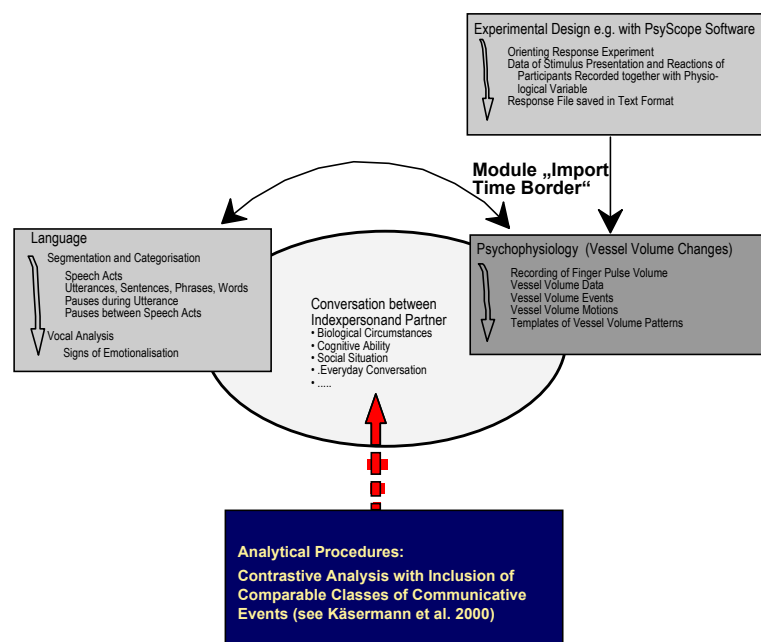 Experimental Design e.g. with PsyScope Software
Orienting Response Experiment
Data of Stimulus Presentation and Reactions of
Participants Recorded together with Physio-
logical Variable
Response File saved in Text Format
Module „Import
Time Border“
Language
Segmentation and Categorisation
Speech Acts
Utterances, Sentences, Phrases, Words
Pauses during Utterance
Pauses between Speech Acts
Vocal Analysis
Signs of Emotionalisation
Psychophysiology (Vessel Volume Changes)
Recording of Finger Pulse Volume
Vessel Volume Data
Vessel Volume Events
Vessel Volume Motions
Templates of Vessel Volume Patterns
Conversation between
Indexpersonand Partner
• Biological Circumstances
• Cognitive Ability
• Social Situation
• .Everyday Conversation
• .....
Analytical Procedures:
Contrastive Analysis with Inclusion of
Comparable Classes of Communicative
Events (see Käsermann et al. 2000)